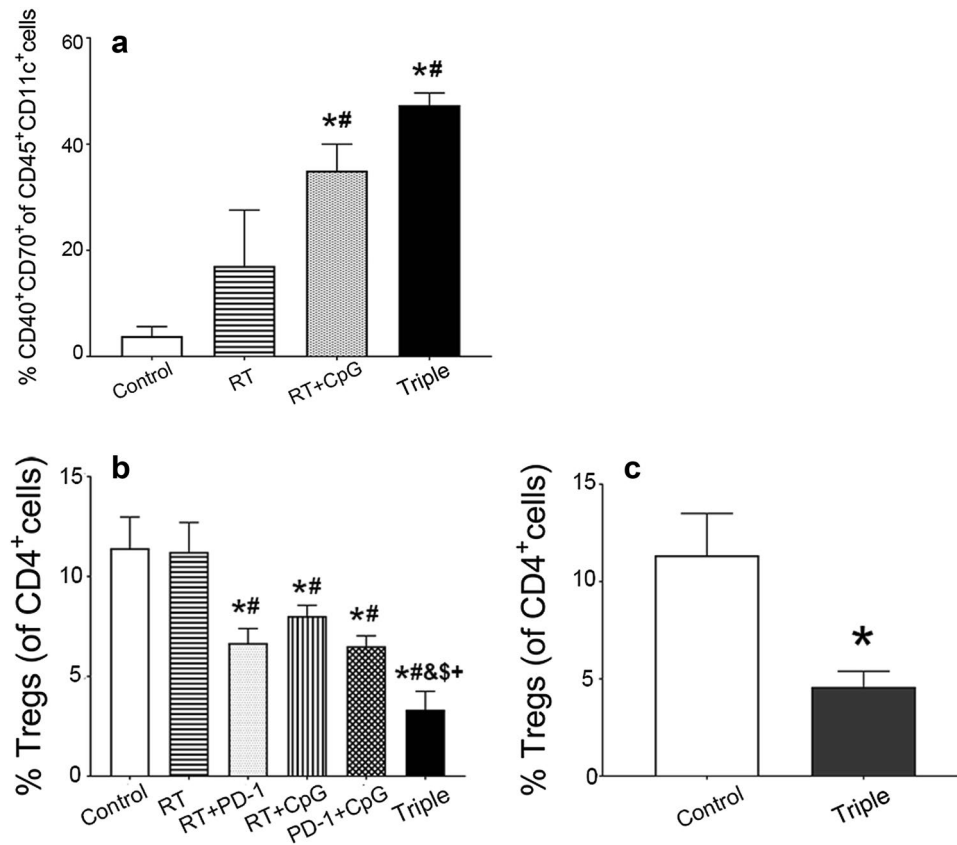 a
% CD40⁺CD70⁺of CD45⁺CD11c⁺cells
60
40
20
0
*#
*#
Control
RT
RT+CpG
Triple
b
% Tregs (of CD4⁺cells)
15
10
5
0
*#
*#
*#
*#&$+
Control
RT
RT+PD-1
RT+CpG
PD-1+CpG
Triple
c
% Tregs (of CD4⁺cells)
15
10
5
0
*
Control
Triple